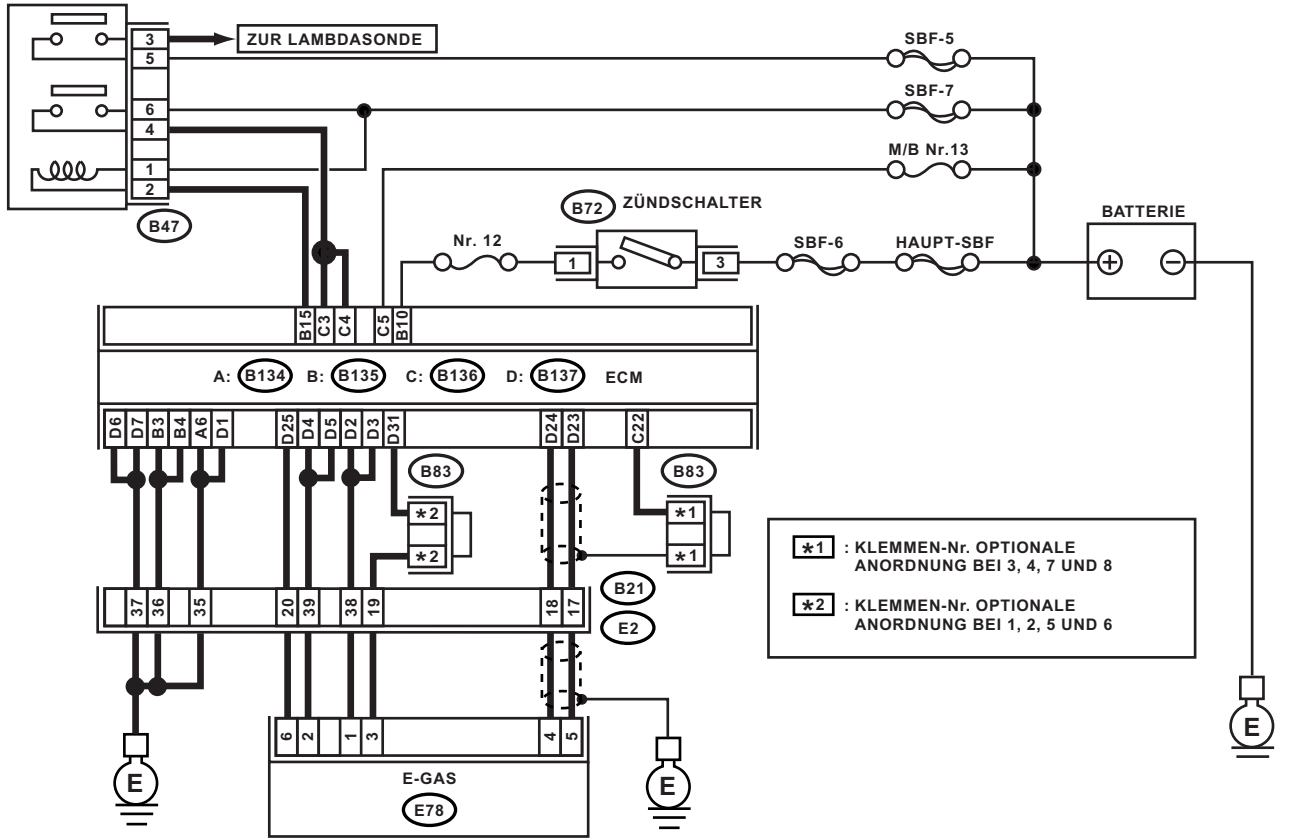 3 ZUR LAMBDASONDE
5
SBF-5
6
SBF-7
4
M/B Nr.13
1
2
B47
B72 ZÜNDSCHALTER
BATTERIE
Nr. 12
1
3
SBF-6
HAUPT-SBF
+ −
B15 C3 C4 C5 B10
A: B134 B: B135 C: B136 D: B137 ECM
D6 D7 B3 B4 A6 D1 D25 D4 D5 D2 D3 D31 D24 D23 C22
B83
B83
*2
*2
*1
*1
*1 : KLEMMEN-Nr. OPTIONALE
ANORDNUNG BEI 3, 4, 7 UND 8
*2 : KLEMMEN-Nr. OPTIONALE
ANORDNUNG BEI 1, 2, 5 UND 6
B21
37 36 35 20 39 38 19 18 17
E2
6 2 1 3 4 5
E
E
E
E-GAS
E78